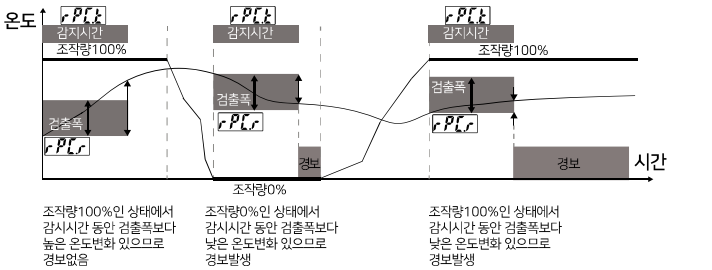 rPC.t rPC.t rPC.t
온도
감지시간 감지시간 감지시간
조작량100% 조작량100%
검출폭 검출폭 검출폭
rPC.r rPC.r rPC.r
경보 경보
시간
조작량0%
조작량100%인 상태에서
감시시간 동안 검출폭보다
높은 온도변화 있으므로
경보없음
조작량0%인 상태에서
감시시간 동안 검출폭보다
낮은 온도변화 있으므로
경보발생
조작량100%인 상태에서
감시시간 동안 검출폭보다
낮은 온도변화 있으므로
경보발생